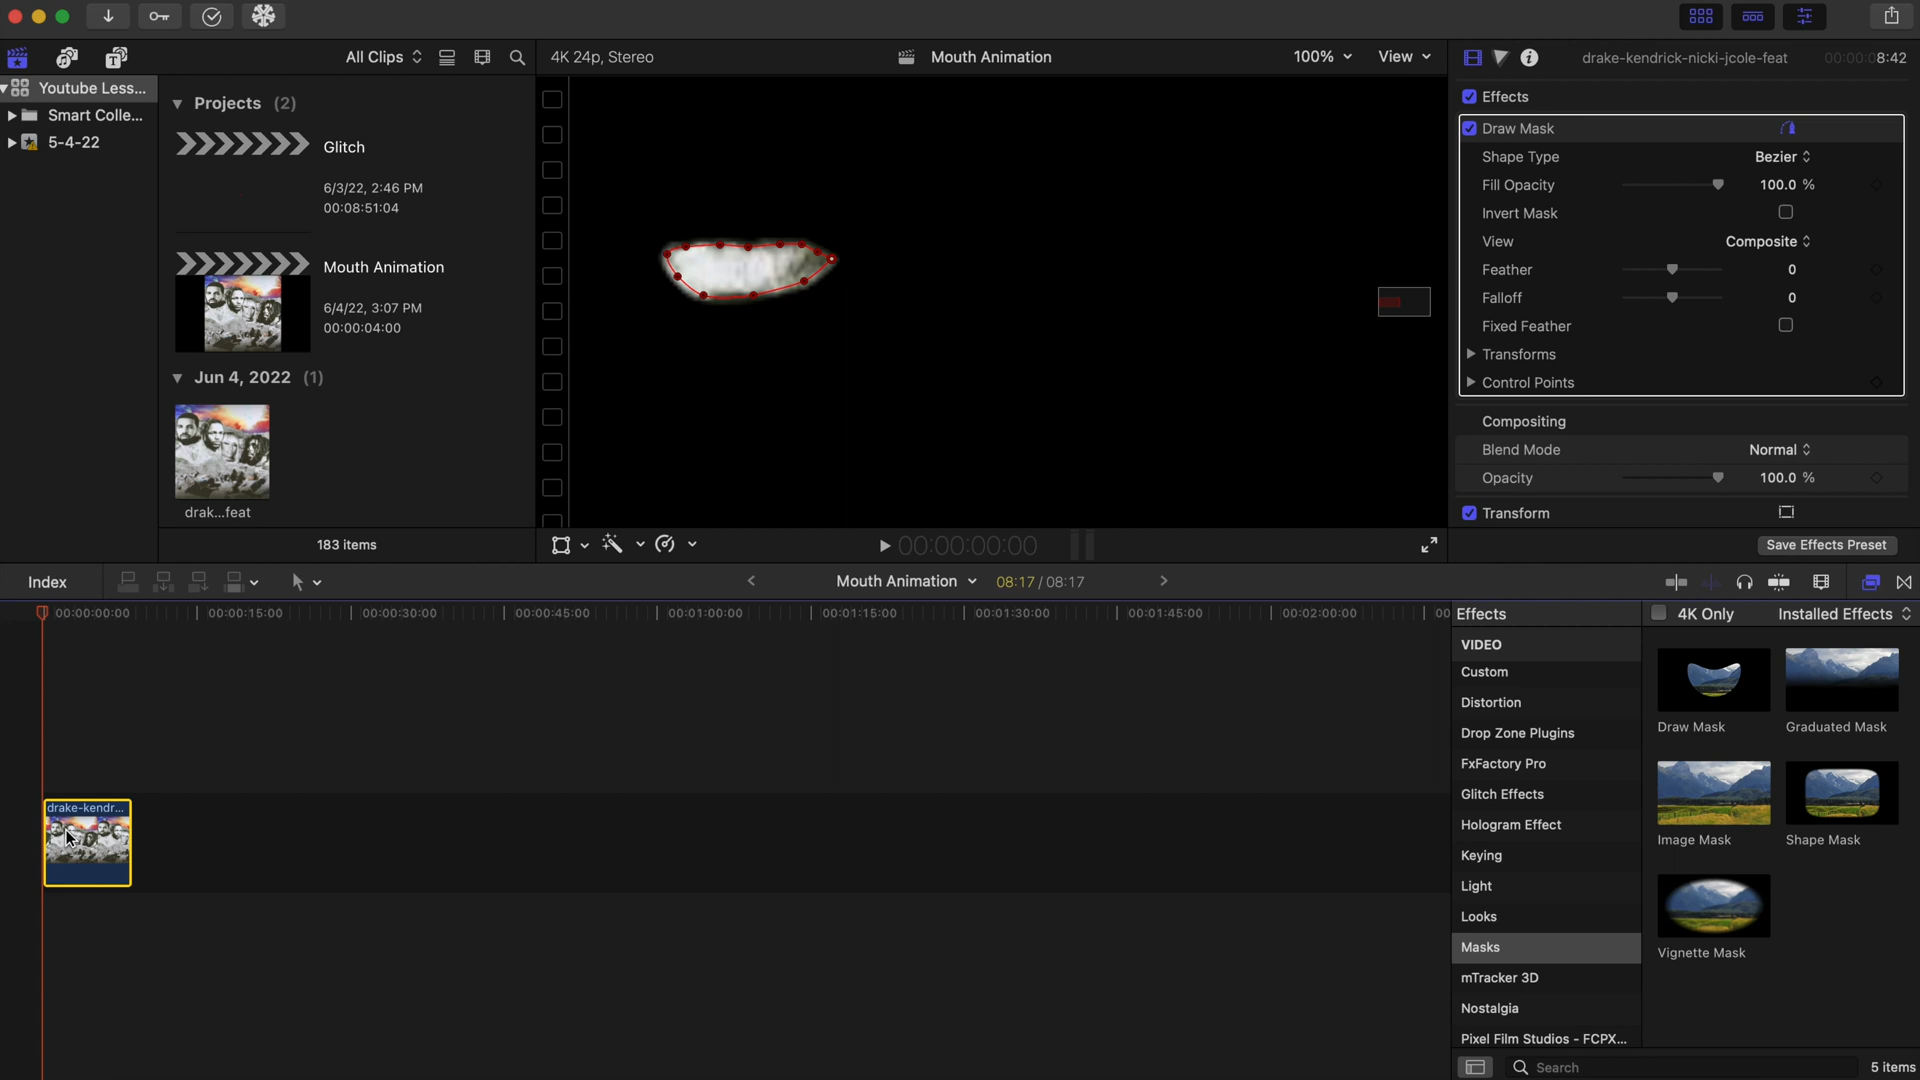 All Clips
4K 24p, Stereo
Mouth Animation
100%
View
drake-kendrick-nicki-jcole-feat
00:00:08:42
Youtube Less...
Smart Colle...
5-4-22
Projects (2)
Glitch
6/3/22, 2:46 PM
00:08:51:04
Mouth Animation
6/4/22, 3:07 PM
00:00:04:00
Jun 4, 2022 (1)
drak...feat
183 items
Effects
Draw Mask
Shape Type
Bezier
Fill Opacity
100.0 %
Invert Mask
View
Composite
Feather
0
Falloff
0
Fixed Feather
Transforms
Control Points
Compositing
Blend Mode
Normal
Opacity
100.0 %
Transform
00:00:00:00
Save Effects Preset
Index
Mouth Animation
08:17 / 08:17
00:00:00:00
00:00:15:00
00:00:30:00
00:00:45:00
00:01:00:00
00:01:15:00
00:01:30:00
00:01:45:00
00:02:00:00
00
drake-kendr...
Effects
4K Only
Installed Effects
VIDEO
Custom
Distortion
Drop Zone Plugins
FxFactory Pro
Glitch Effects
Hologram Effect
Keying
Light
Looks
Masks
mTracker 3D
Nostalgia
Pixel Film Studios - FCPX...
Draw Mask
Graduated Mask
Image Mask
Shape Mask
Vignette Mask
Search
5 items